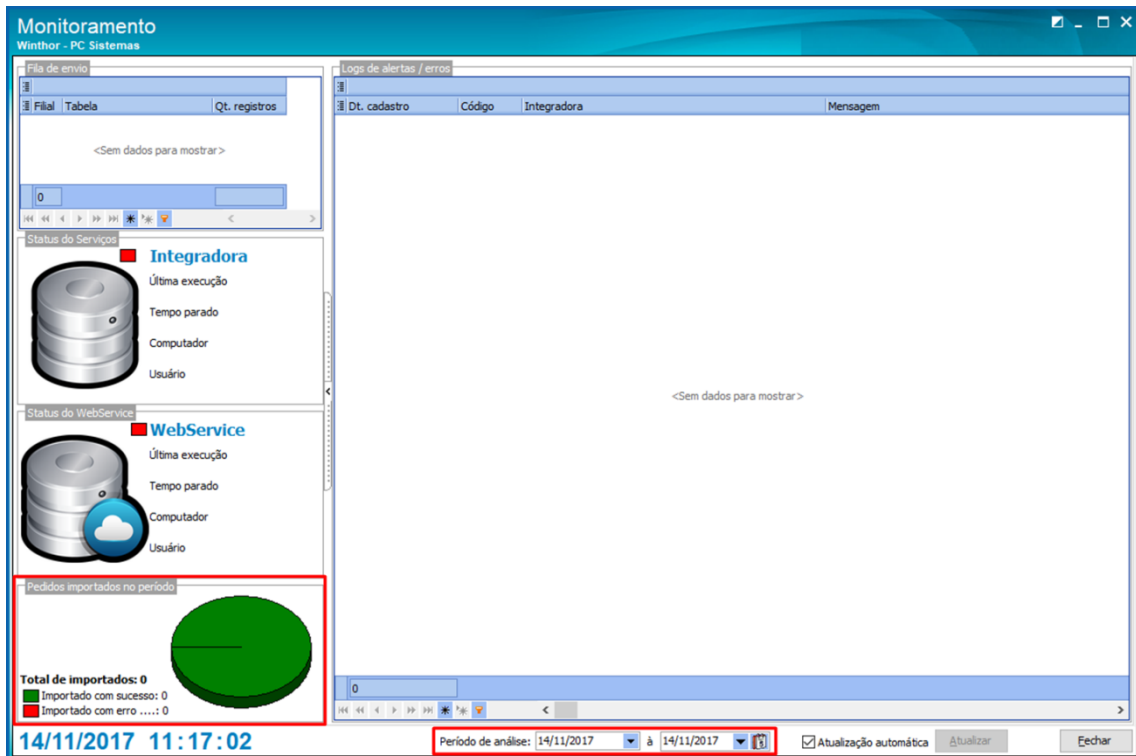 Monitoramento
Winthor - PC Sistemas
Fila de envio
Filial Tabela Qt. registros
<Sem dados para mostrar>
0
Status do Serviços
Integradora
Última execução
Tempo parado
Computador
Usuário
Status do WebService
WebService
Última execução
Tempo parado
Computador
Usuário
Pedidos importados no período
Total de importados: 0
Importado com sucesso: 0
Importado com erro ....: 0
Logs de alertas / erros
Dt. cadastro Código Integradora Mensagem
<Sem dados para mostrar>
0
14/11/2017 11:17:02
Período de análise: 14/11/2017 à 14/11/2017
Atualização automática
Atualizar
Fechar